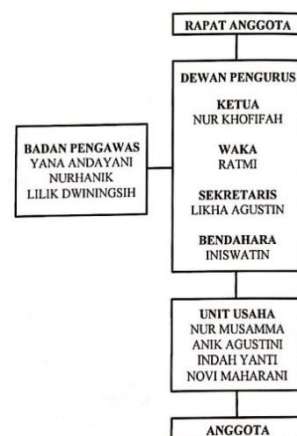 RAPAT ANGGOTA
DEWAN PENGURUS
KETUA
NUR KHOFIFAH
WAKA
RATMI
SEKRETARIS
LIKHA AGUSTIN
BENDAHARA
INISWATIN
BADAN PENGAWAS
YANA ANDAYANI
NURHANIK
LILIK DWININGSIH
UNIT USAHA
NUR MUSAMMA
ANIK AGUSTINI
INDAH YANTI
NOVI MAHARANI
ANGGOTA